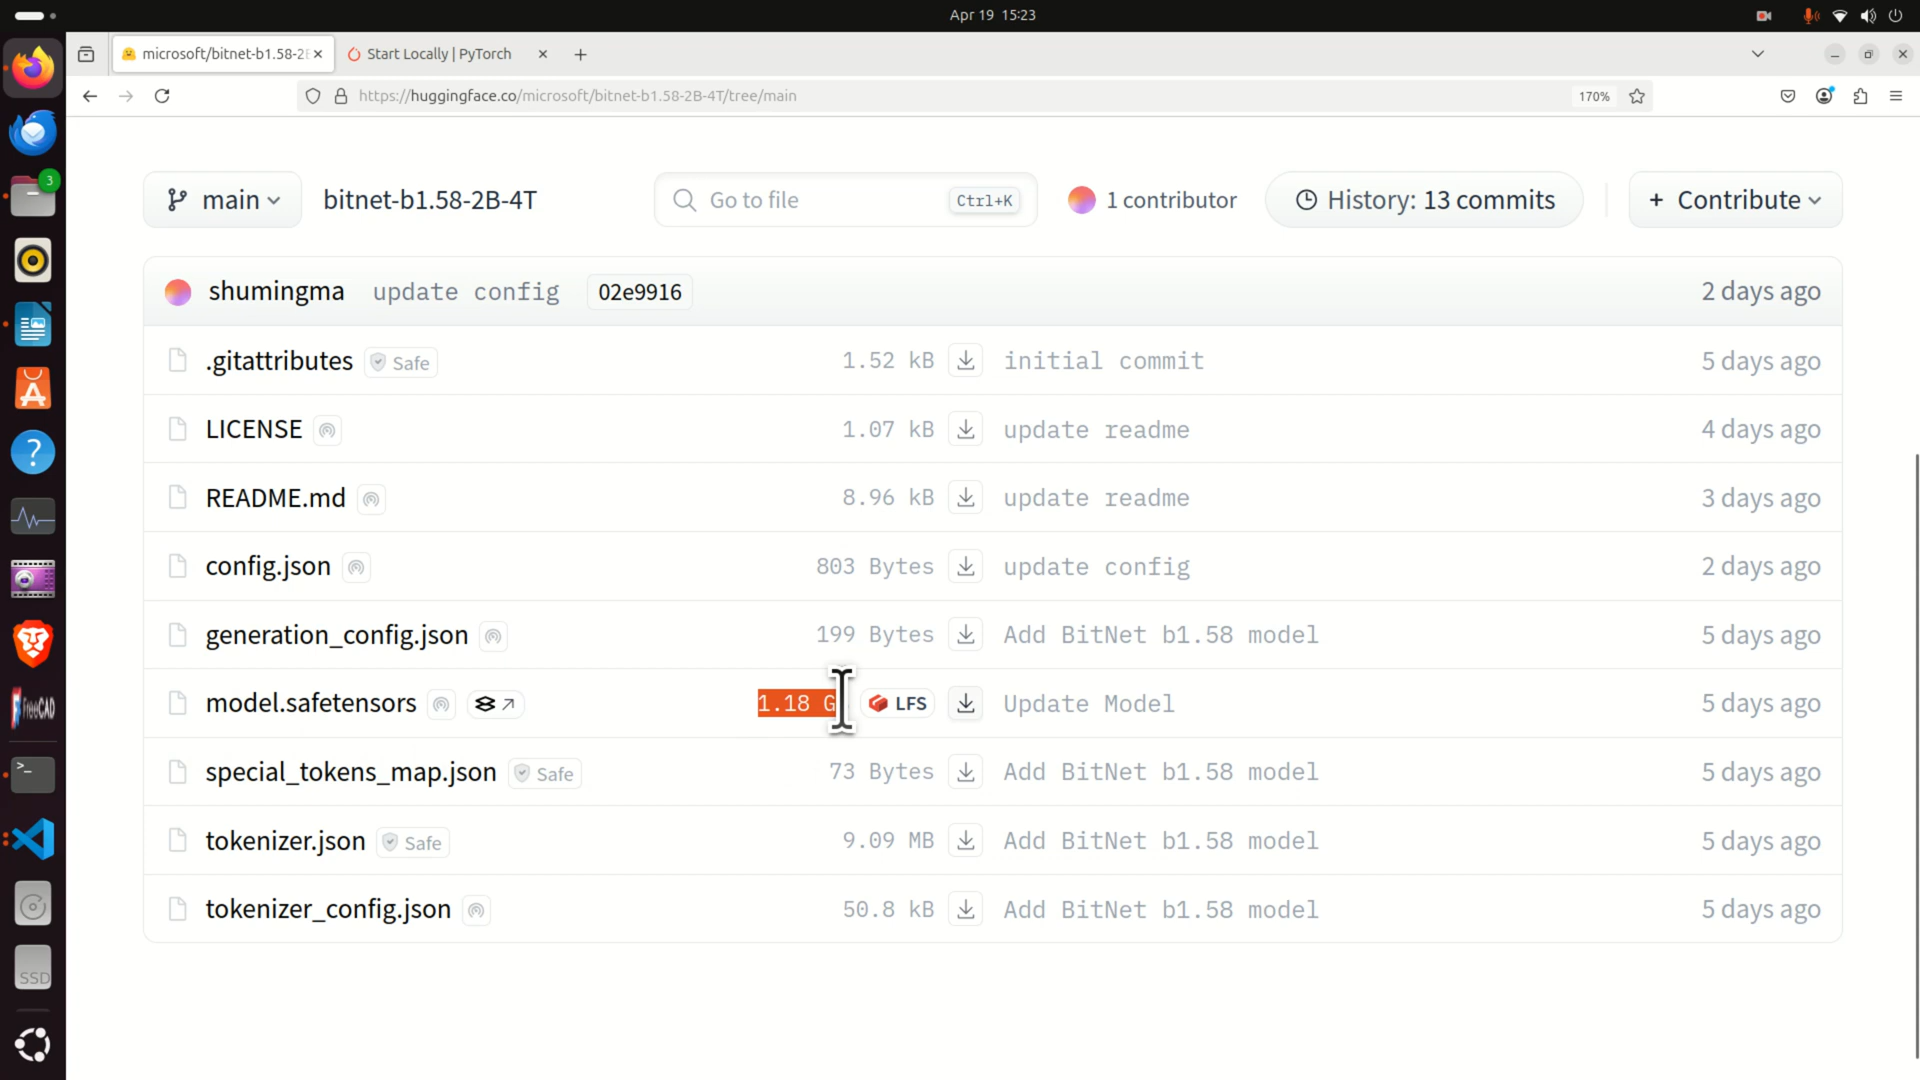 Apr 19 15:23
microsoft/bitnet-b1.58-2
Start Locally | PyTorch
https://huggingface.co/microsoft/bitnet-b1.58-2B-4T/tree/main
170%
main
bitnet-b1.58-2B-4T
Go to file
Ctrl+K
1 contributor
History: 13 commits
+ Contribute
shumingma update config 02e9916 2 days ago
.gitattributes Safe 1.52 kB initial commit 5 days ago
LICENSE 1.07 kB update readme 4 days ago
README.md 8.96 kB update readme 3 days ago
config.json 803 Bytes update config 2 days ago
generation_config.json 199 Bytes Add BitNet b1.58 model 5 days ago
model.safetensors 1.18 G LFS Update Model 5 days ago
special_tokens_map.json Safe 73 Bytes Add BitNet b1.58 model 5 days ago
tokenizer.json Safe 9.09 MB Add BitNet b1.58 model 5 days ago
tokenizer_config.json 50.8 kB Add BitNet b1.58 model 5 days ago
3
FreeCAD
SSD